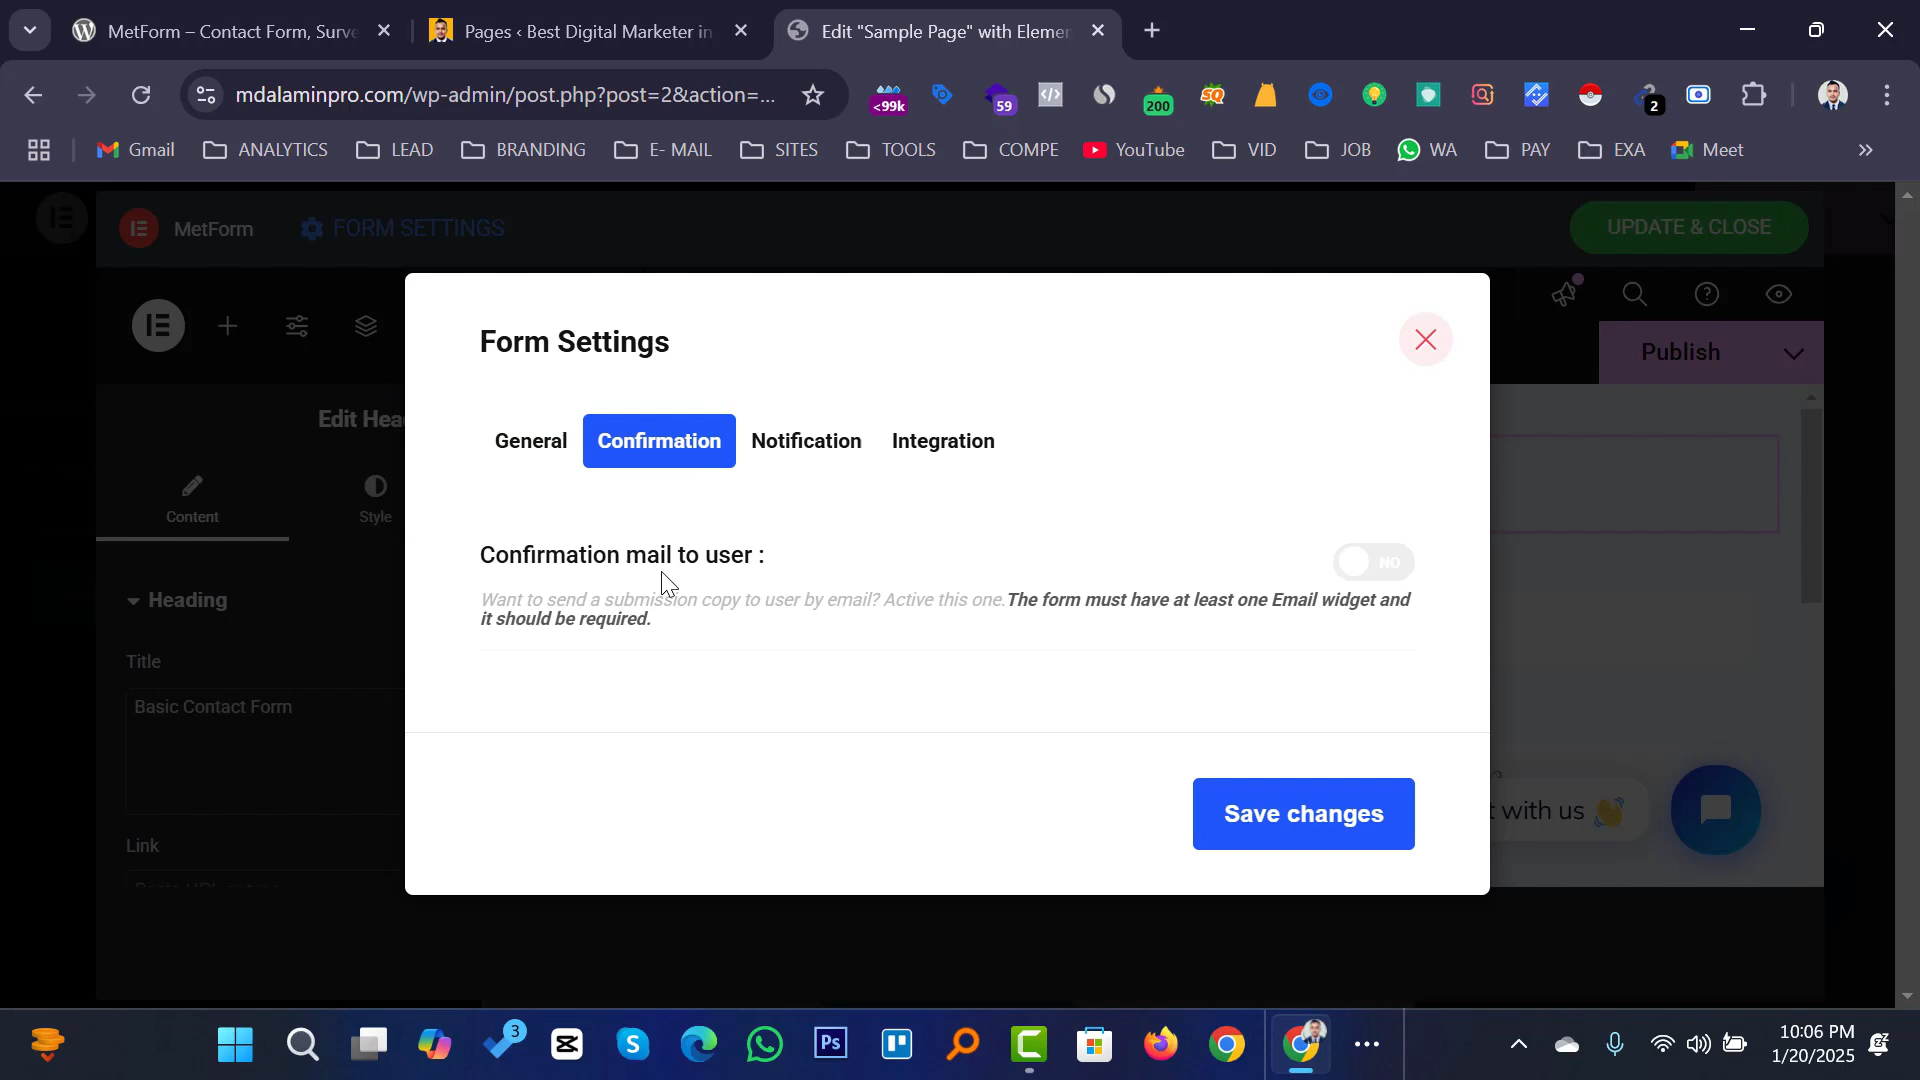 MetForm – Contact Form, Surve
Pages ‹ Best Digital Marketer in
Edit "Sample Page" with Elemen
mdalaminpro.com/wp-admin/post.php?post=2&action=...
<99k
59
200
SQ
2
Gmail
ANALYTICS
LEAD
BRANDING
E- MAIL
SITES
TOOLS
COMPE
YouTube
VID
JOB
WA
PAY
EXA
Meet
MetForm
FORM SETTINGS
UPDATE & CLOSE
Publish
Form Settings
General
Confirmation
Notification
Integration
Edit Hea
Content
Style
Confirmation mail to user :
NO
Want to send a submission copy to user by email? Active this one.The form must have at least one Email widget and
it should be required.
Heading
Title
Basic Contact Form
Save changes
t with us
Link
3
Ps
10:06 PM
1/20/2025